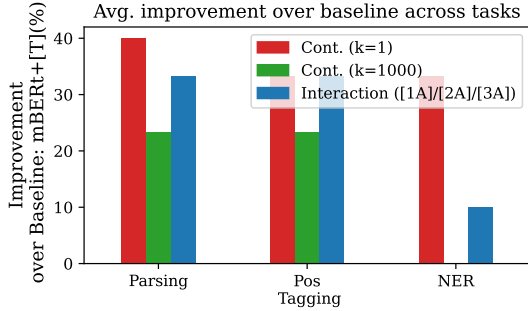 Avg. improvement over baseline across tasks
Improvement
over Baseline: mBERt+[T](%)
40
30
20
10
0
Cont. (k=1)
Cont. (k=1000)
Interaction ([1A]/[2A]/[3A])
Parsing
Pos
Tagging
NER